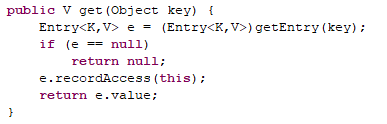 public V get(Object key) {
    Entry<K,V> e = (Entry<K,V>)getEntry(key);
    if (e == null)
        return null;
    e.recordAccess(this);
    return e.value;
}